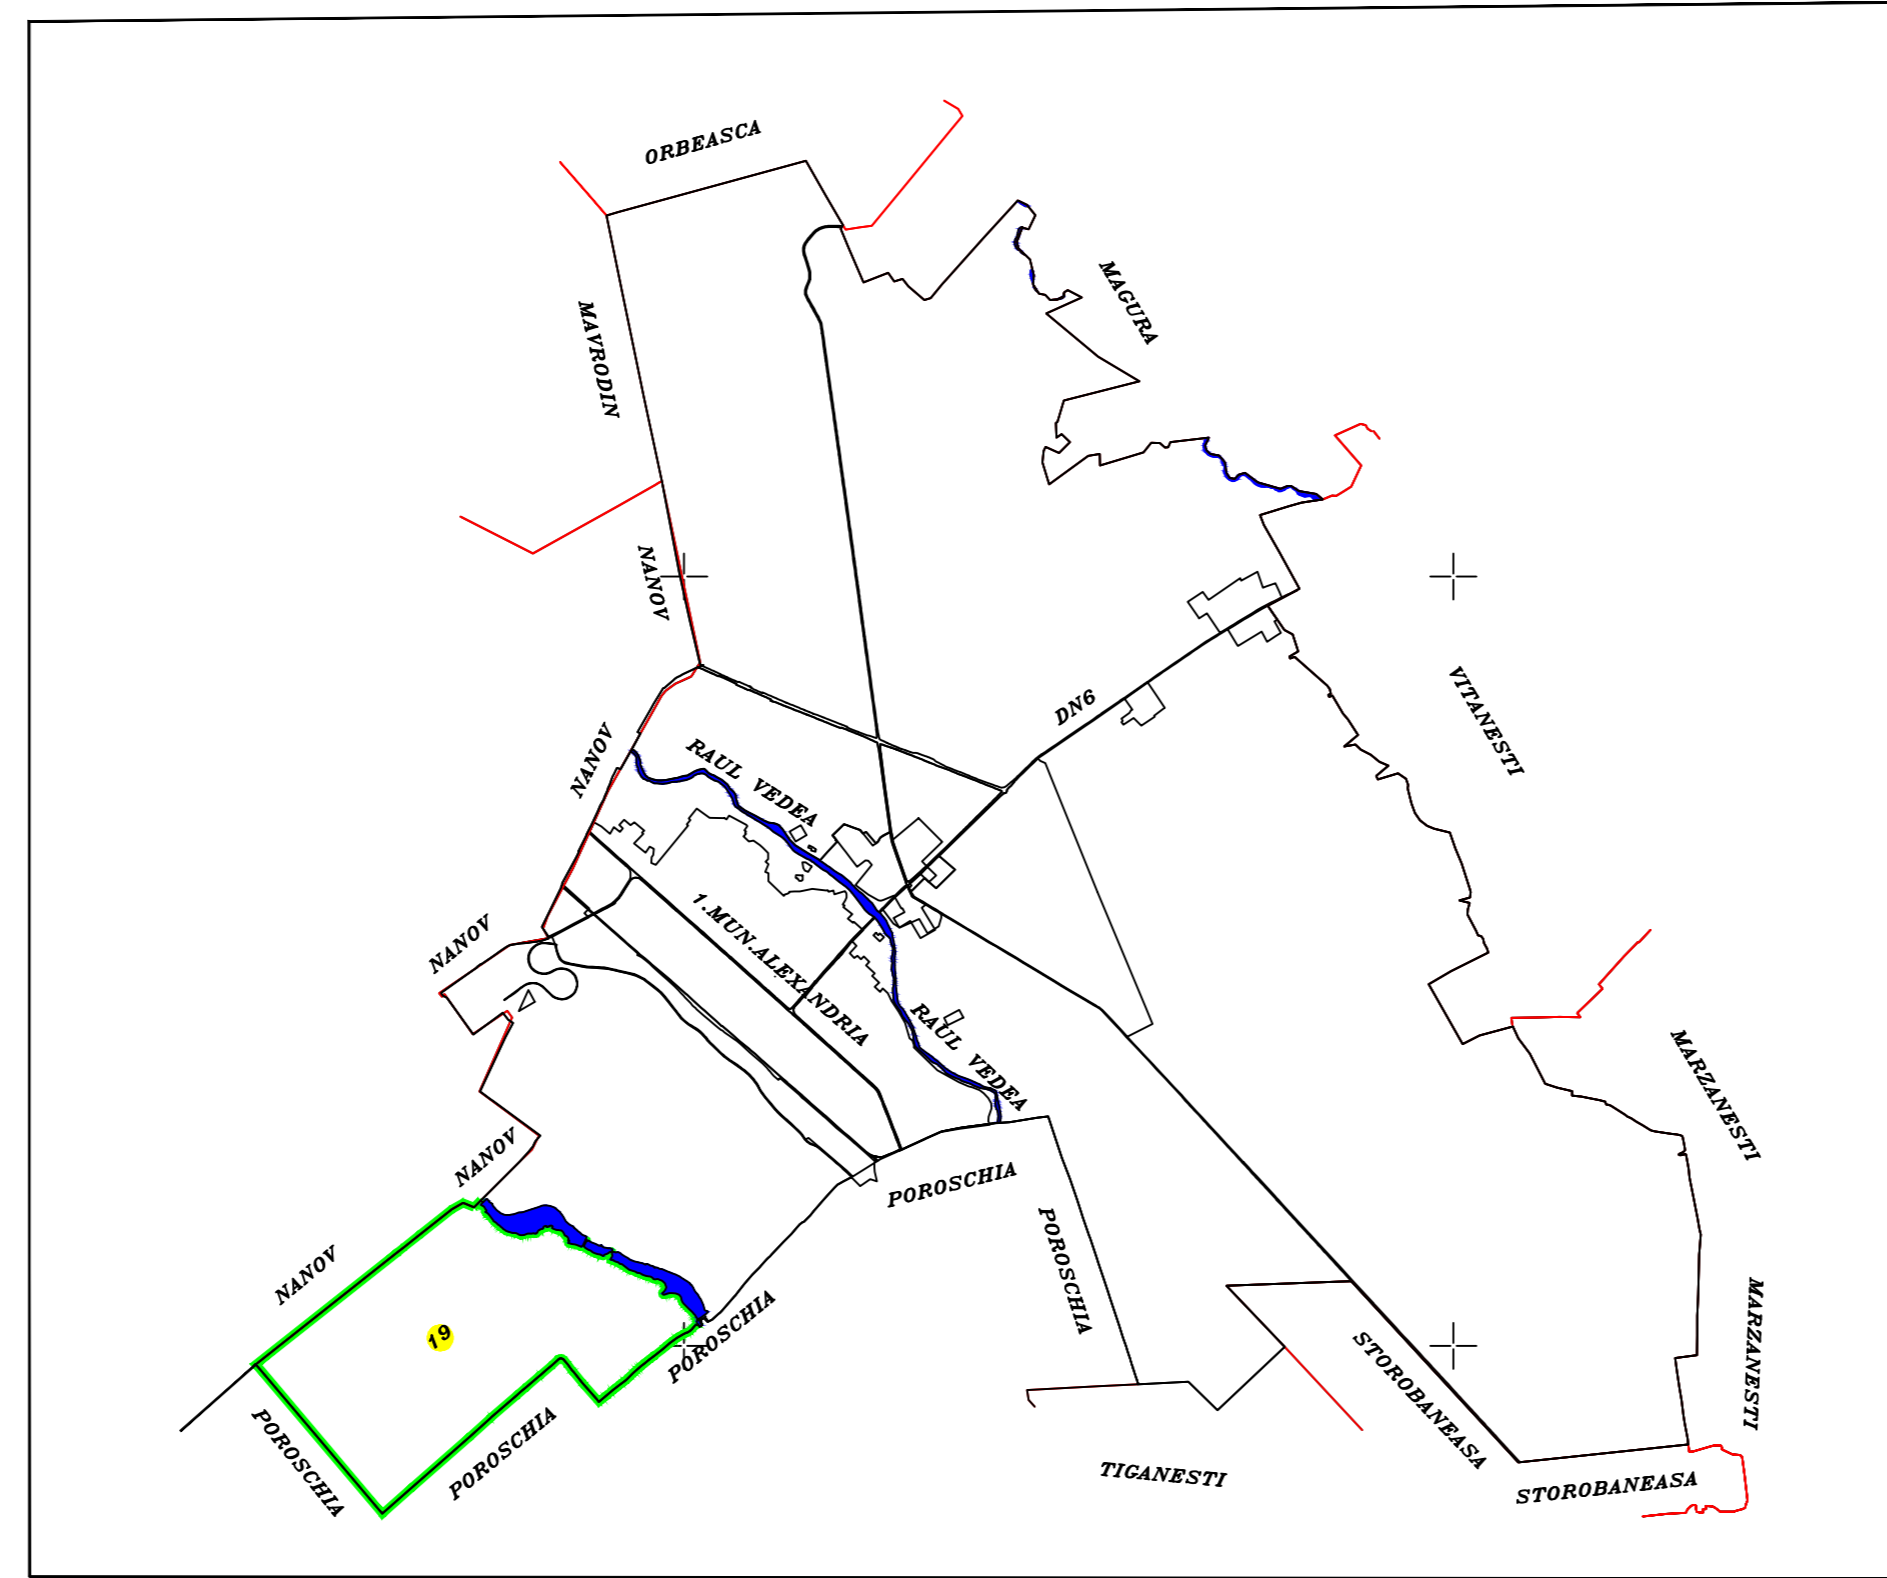 ORBEASCA
MAGURA
MAVRODIN
NANOV
VITANESTI
DN6
NANOV
RAUL VEDEA
1.MUN.ALEXANDRIA
NANOV
RAUL VEDEA
MARZANESTI
NANOV
POROSCHIA
POROSCHIA
NANOV
MARZANESTI
POROSCHIA
19
STOROBANEASA
POROSCHIA
POROSCHIA
TIGANESTI
STOROBANEASA